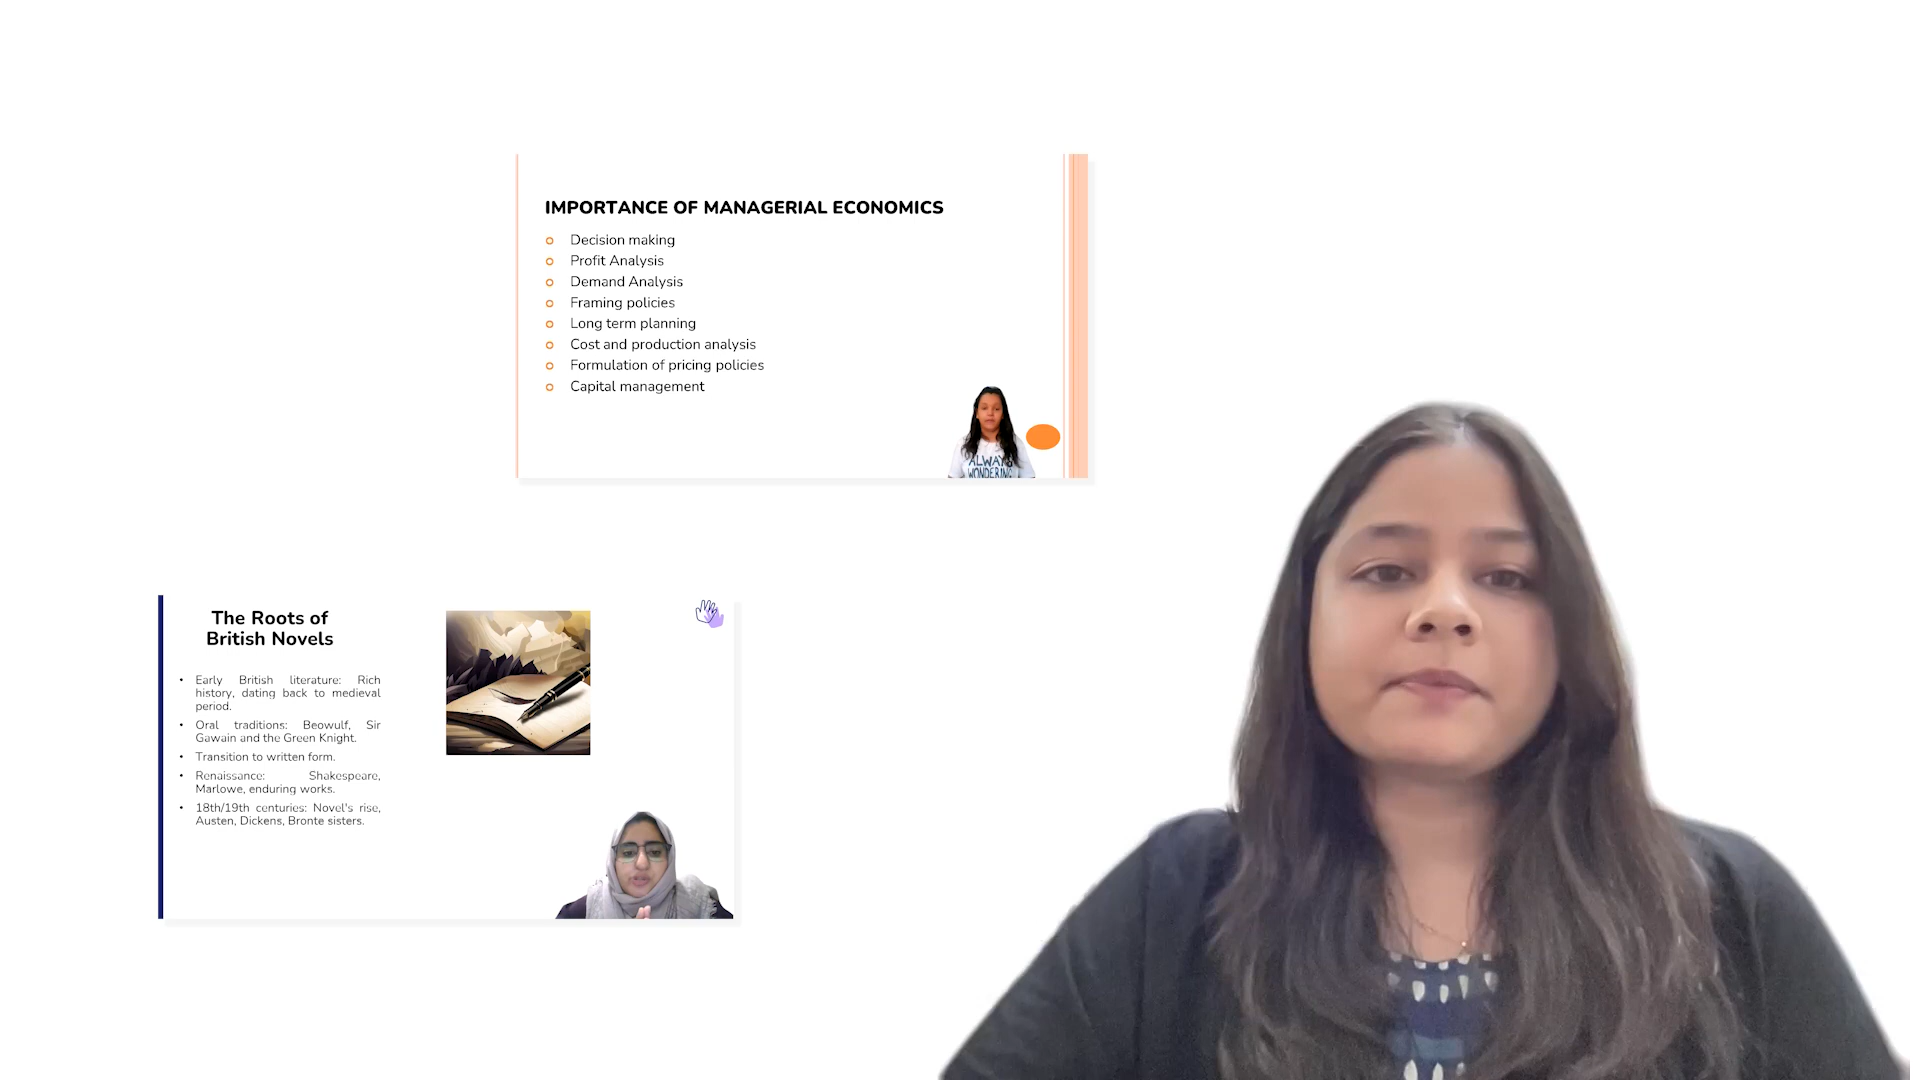 IMPORTANCE OF MANAGERIAL ECONOMICS
Decision making
Profit Analysis
Demand Analysis
Framing policies
Long term planning
Cost and production analysis
Formulation of pricing policies
Capital management
ALWAYS
WONDERING
The Roots of
British Novels
• Early British literature: Rich
history, dating back to medieval
period.
• Oral traditions: Beowulf, Sir
Gawain and the Green Knight.
• Transition to written form.
• Renaissance: Shakespeare,
Marlowe, enduring works.
• 18th/19th centuries: Novel's rise,
Austen, Dickens, Bronte sisters.